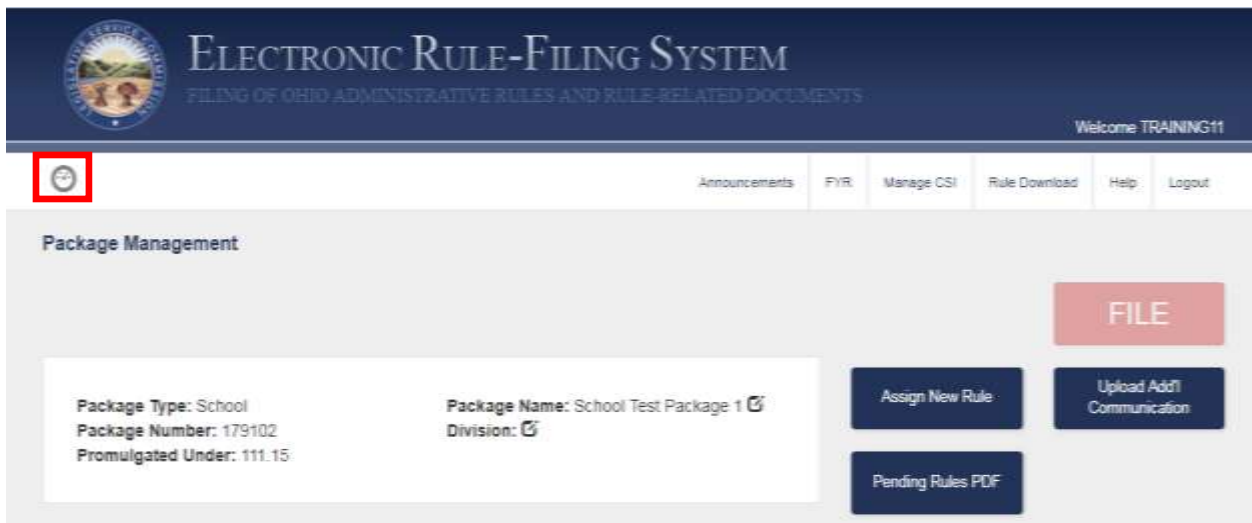 ELECTRONIC RULE-FILING SYSTEM
FILING OF OHIO ADMINISTRATIVE RULES AND RULE-RELATED DOCUMENTS
Welcome TRAINING11
Announcements FYR Manage CSI Rule Download Help Logout
Package Management
FILE
Package Type: School
Package Number: 179102
Promulgated Under: 111.15
Package Name: School Test Package 1
Division:
Assign New Rule
Upload Add'l
Communication
Pending Rules PDF